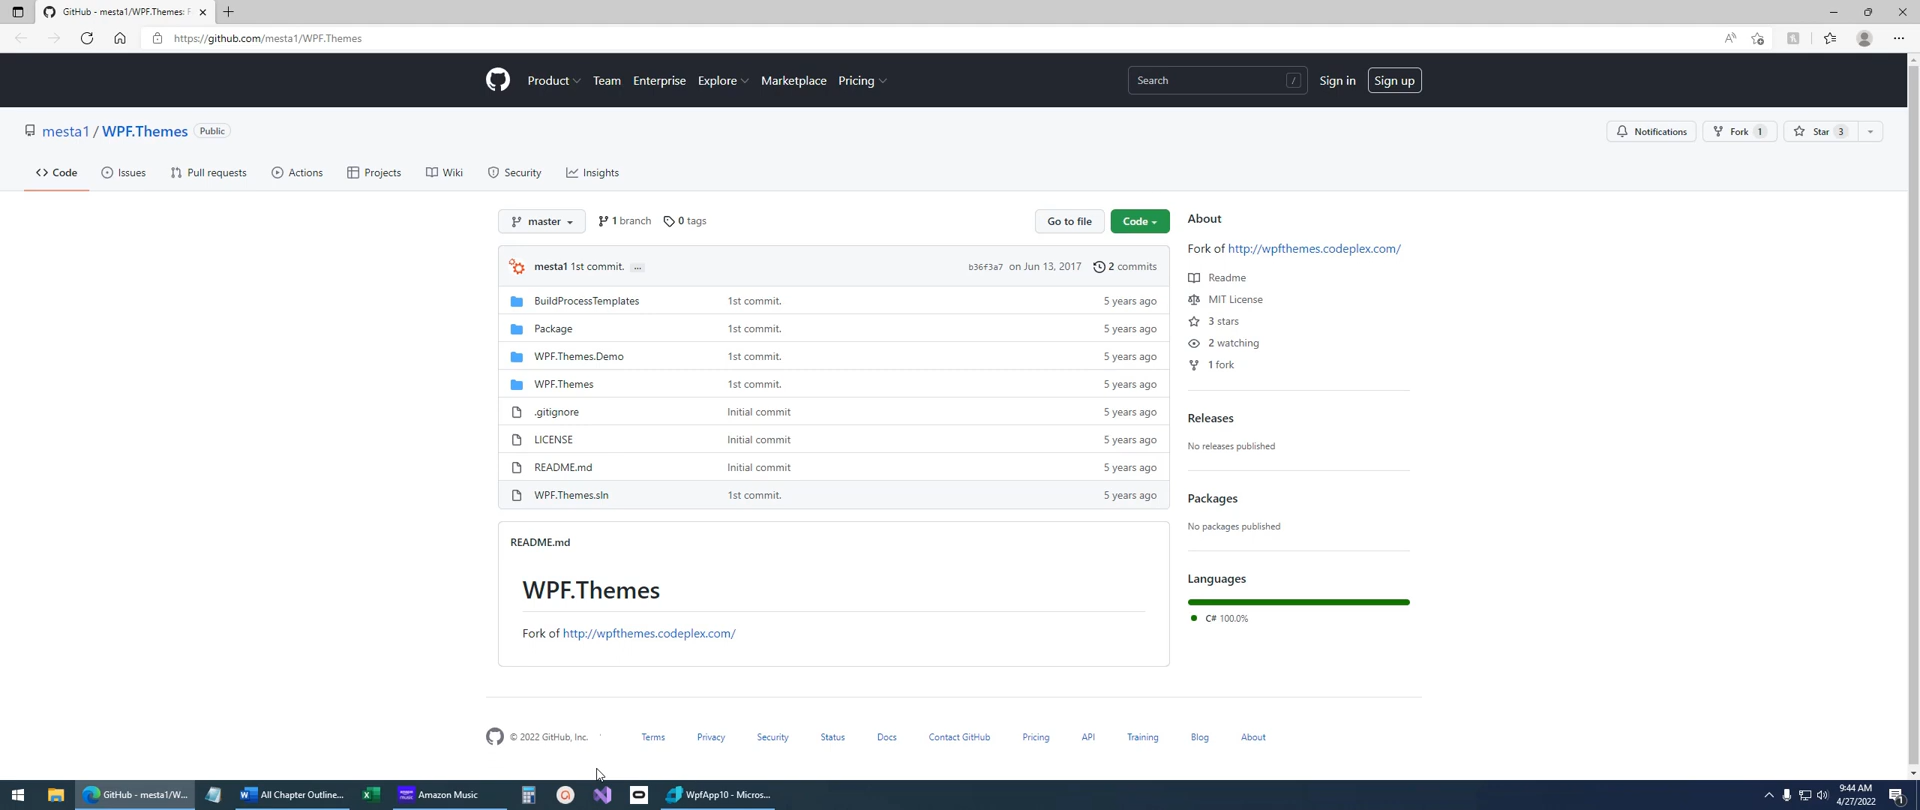 GitHub - mesta1/WPF.Themes: F
https://github.com/mesta1/WPF.Themes
Product Team Enterprise Explore Marketplace Pricing Search / Sign in Sign up
mesta1 / WPF.Themes Public Notifications Fork 1 Star 3
Code Issues Pull requests Actions Projects Wiki Security Insights
master 1 branch 0 tags Go to file Code
mesta1 1st commit. ... b36f3a7 on Jun 13, 2017 2 commits
BuildProcessTemplates 1st commit. 5 years ago
Package 1st commit. 5 years ago
WPF.Themes.Demo 1st commit. 5 years ago
WPF.Themes 1st commit. 5 years ago
.gitignore Initial commit 5 years ago
LICENSE Initial commit 5 years ago
README.md Initial commit 5 years ago
WPF.Themes.sln 1st commit. 5 years ago
README.md
WPF.Themes
Fork of http://wpfthemes.codeplex.com/
About
Fork of http://wpfthemes.codeplex.com/
Readme
MIT License
3 stars
2 watching
1 fork
Releases
No releases published
Packages
No packages published
Languages
C# 100.0%
© 2022 GitHub, Inc. Terms Privacy Security Status Docs Contact GitHub Pricing API Training Blog About
GitHub - mesta1/W... All Chapter Outline... Amazon Music WpfApp10 - Micros... 9:44 AM
4/27/2022